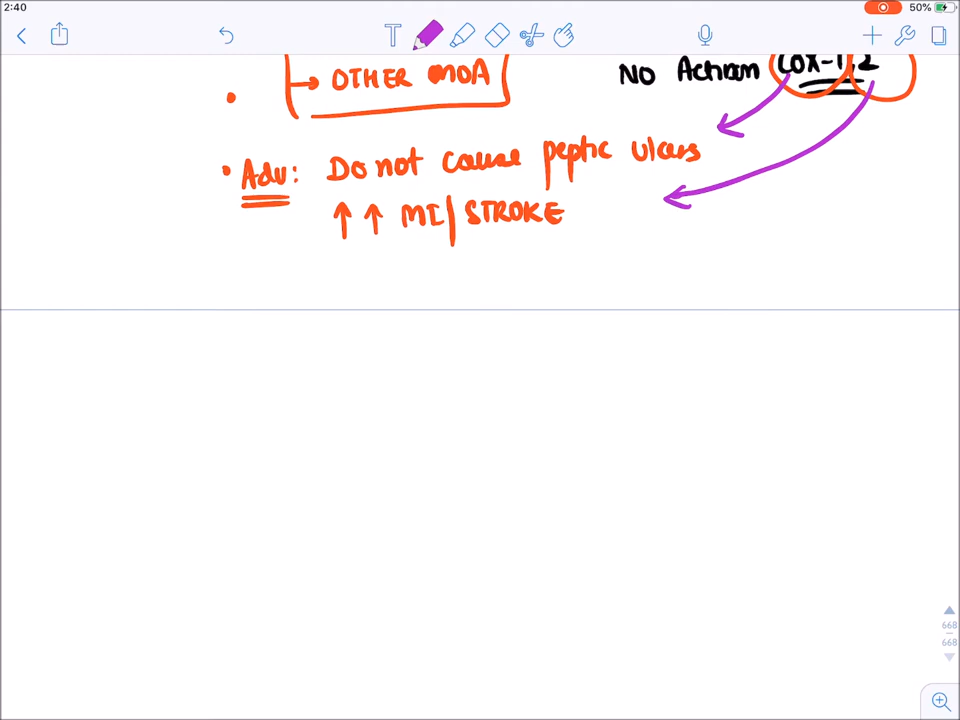 2:40
50%
T
No Action COX-1,2
→ OTHER MOA
• Adv: Do not cause peptic ulcers
↑ ↑ MI/STROKE
668
668